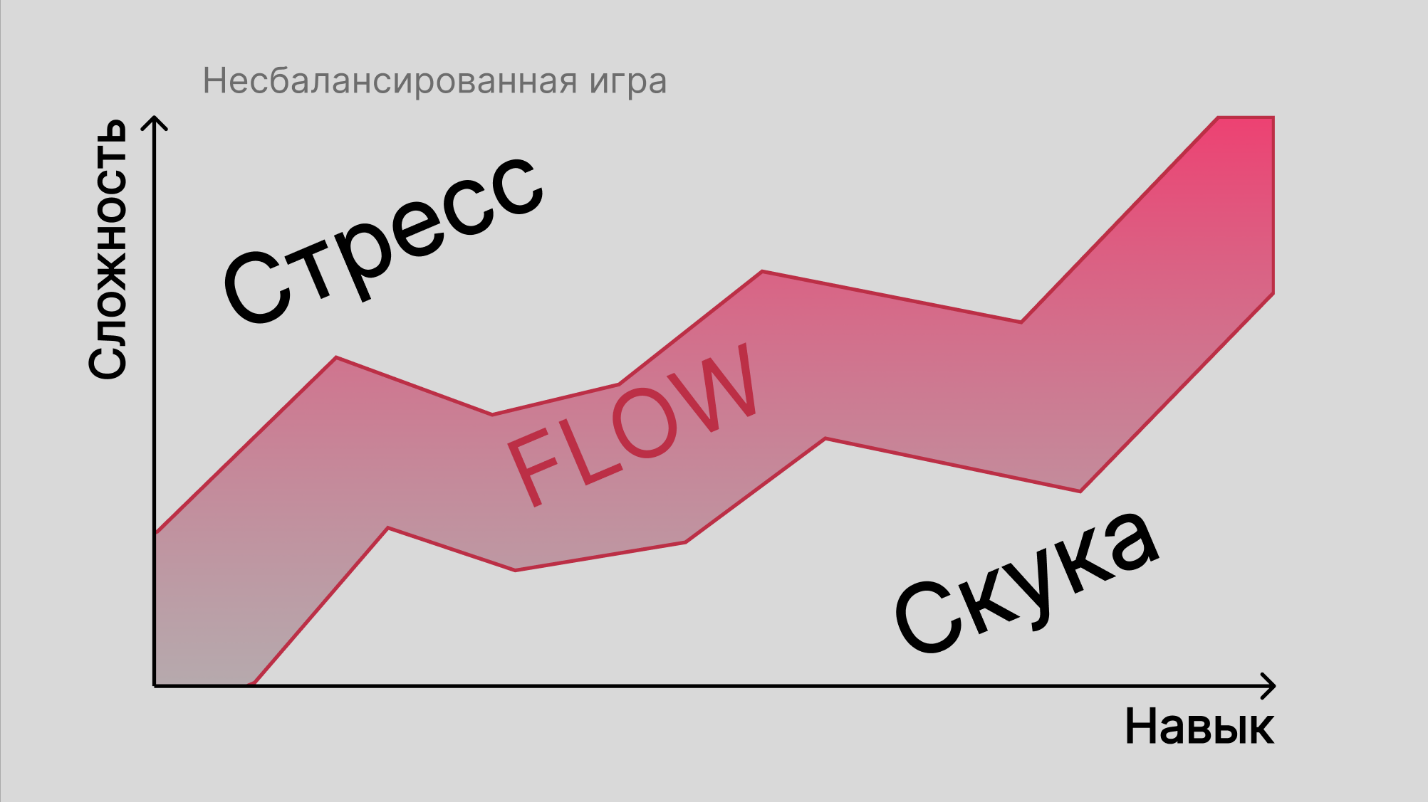 Несбалансированная игра
Сложность
Стресс
FLOW
Скука
Навык